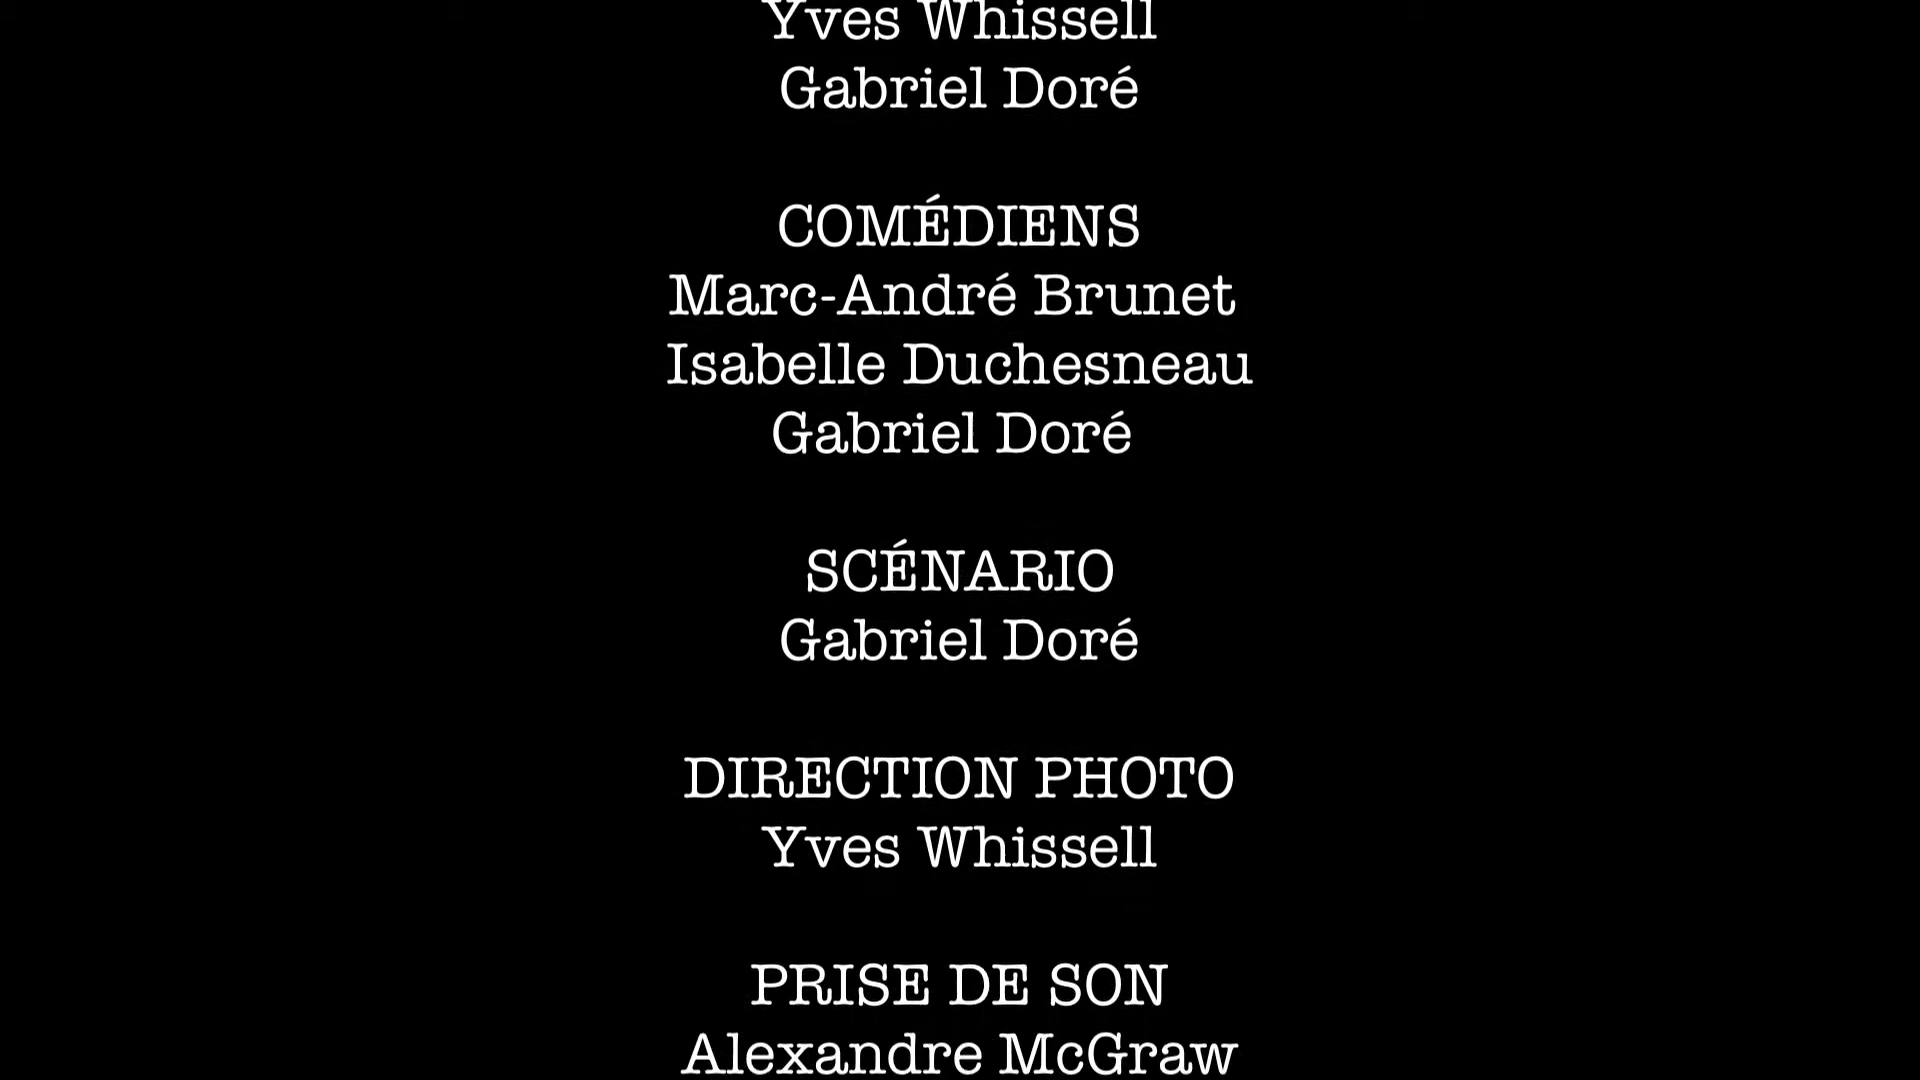 Yves Whissell
Gabriel Doré
COMÉDIENS
Marc-André Brunet
Isabelle Duchesneau
Gabriel Doré
SCÉNARIO
Gabriel Doré
DIRECTION PHOTO
Yves Whissell
PRISE DE SON
Alexandre McGraw